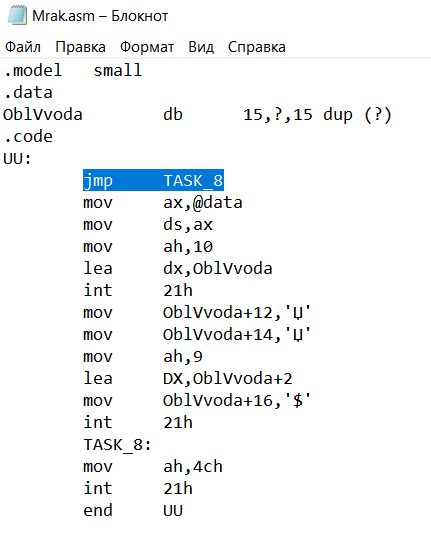 Mrak.asm – Блокнот
Файл Правка Формат Вид Справка
.model small
.data
OblVvoda db 15,?,15 dup (?)
.code
UU:
jmp TASK_8
mov ax,@data
mov ds,ax
mov ah,10
lea dx,OblVvoda
int 21h
mov OblVvoda+12,'Џ'
mov OblVvoda+14,'Џ'
mov ah,9
lea DX,OblVvoda+2
mov OblVvoda+16,'$'
int 21h
TASK_8:
mov ah,4ch
int 21h
end UU